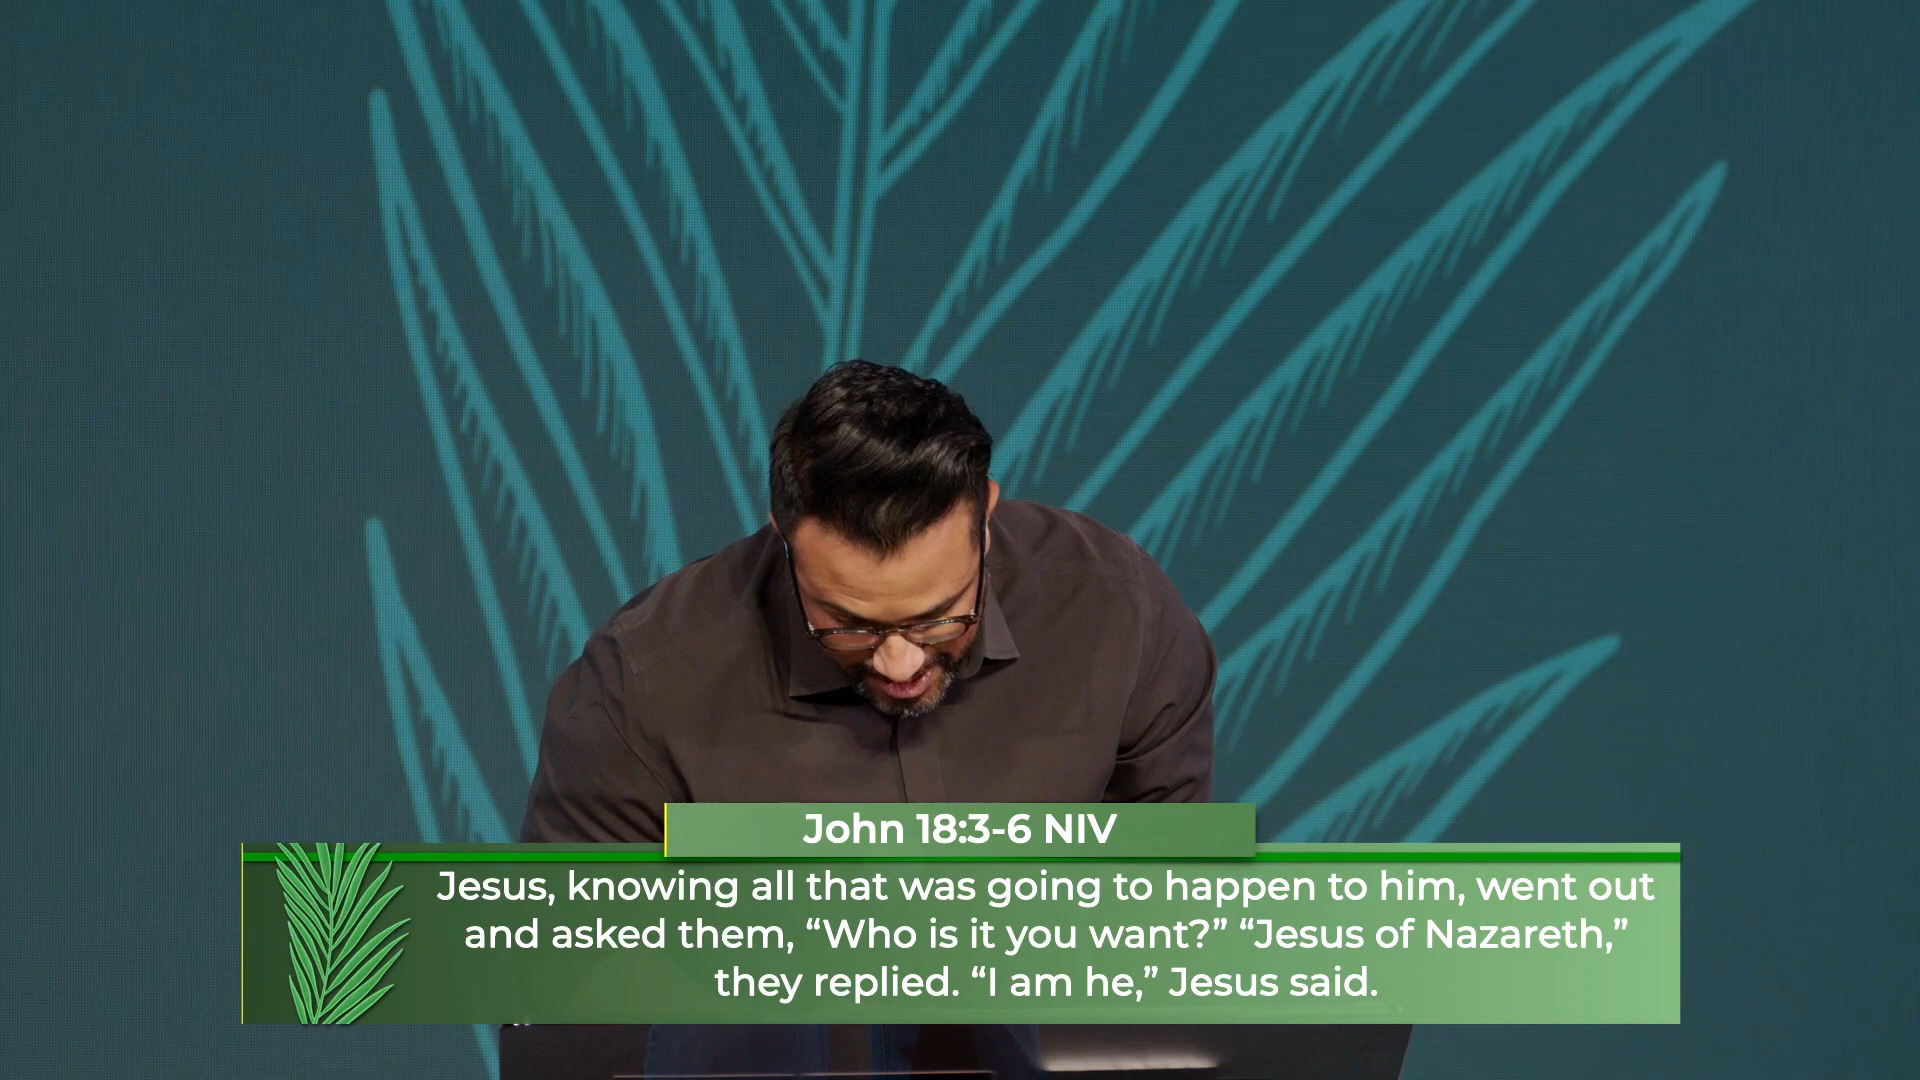 John 18:3-6 NIV
Jesus, knowing all that was going to happen to him, went out
and asked them, “Who is it you want?” “Jesus of Nazareth,”
they replied. “I am he,” Jesus said.